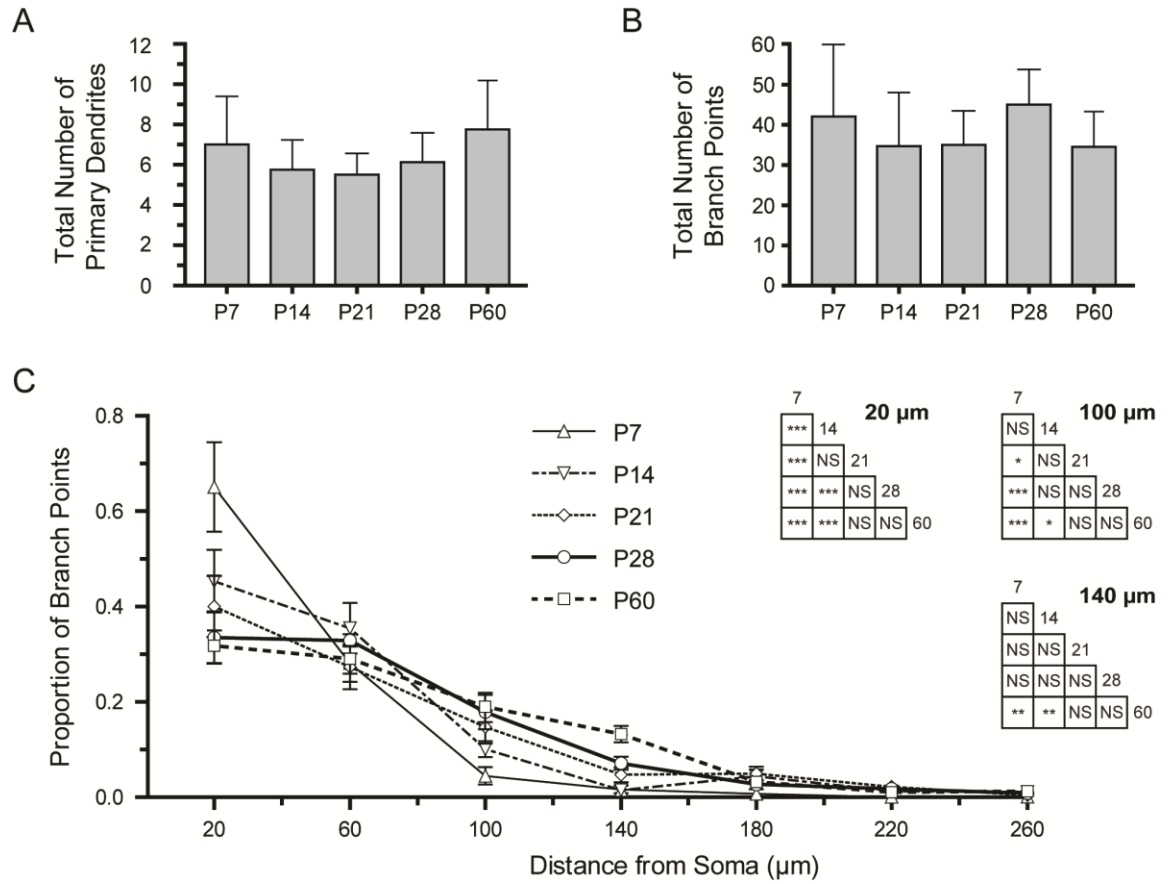 A
Total Number of
Primary Dendrites
12
10
8
6
4
2
0
P7 P14 P21 P28 P60
B
Total Number of
Branch Points
60
50
40
30
20
10
0
P7 P14 P21 P28 P60
C
Proportion of Branch Points
0.8
0.6
0.4
0.2
0.0
20 60 100 140 180 220 260
Distance from Soma (µm)
P7
P14
P21
P28
P60
7 20 µm
*** 14
*** NS 21
*** *** NS 28
*** *** NS NS 60
7 100 µm
NS 14
* NS 21
*** NS NS 28
*** * NS NS 60
7 140 µm
NS 14
NS NS 21
NS NS NS 28
** ** NS NS 60